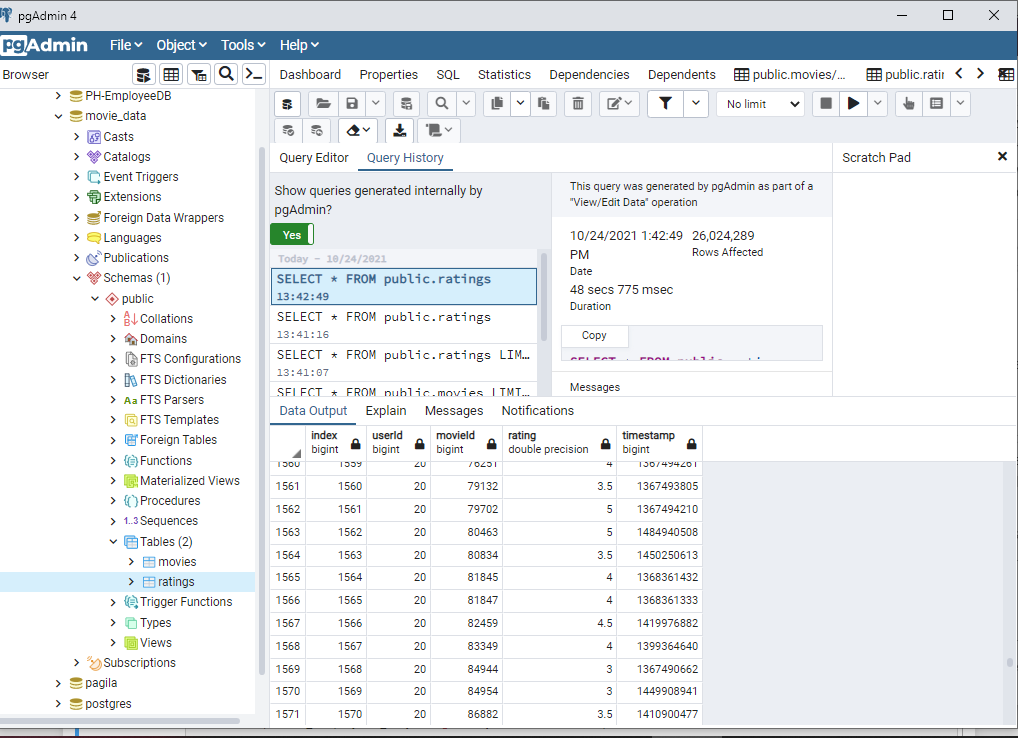 pgAdmin 4
pgAdmin File Object Tools Help
Browser Dashboard Properties SQL Statistics Dependencies Dependents public.movies/... public.ratir
No limit
PH-EmployeeDB
movie_data
Casts
Catalogs
Event Triggers
Extensions
Foreign Data Wrappers
Languages
Publications
Schemas (1)
public
Collations
Domains
FTS Configurations
FTS Dictionaries
Aa FTS Parsers
FTS Templates
Foreign Tables
Functions
Materialized Views
Procedures
1..3 Sequences
Tables (2)
movies
ratings
Trigger Functions
Types
Views
Subscriptions
pagila
postgres
Query Editor Query History
Show queries generated internally by
pgAdmin?
Yes
Today - 10/24/2021
SELECT * FROM public.ratings
13:42:49
SELECT * FROM public.ratings
13:41:16
SELECT * FROM public.ratings LIM...
13:41:07
SELECT * FROM public.movies LIMI...
This query was generated by pgAdmin as part of a
"View/Edit Data" operation
10/24/2021 1:42:49 26,024,289
PM Rows Affected
Date
48 secs 775 msec
Duration
Copy
Messages
Scratch Pad
Data Output Explain Messages Notifications
index userId movieId rating timestamp
bigint bigint bigint double precision bigint
1560 1559 20 76251 4 1367494261
1561 1560 20 79132 3.5 1367493805
1562 1561 20 79702 5 1367494210
1563 1562 20 80463 5 1484940508
1564 1563 20 80834 3.5 1450250613
1565 1564 20 81845 4 1368361432
1566 1565 20 81847 4 1368361333
1567 1566 20 82459 4.5 1419976882
1568 1567 20 83349 4 1399364640
1569 1568 20 84944 3 1367490662
1570 1569 20 84954 3 1449908941
1571 1570 20 86882 3.5 1410900477